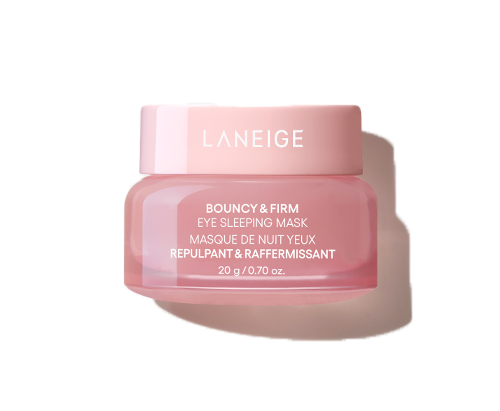 LANEIGE
BOUNCY & FIRM
EYE SLEEPING MASK
MASQUE DE NUIT YEUX
REPULPANT & RAFFERMISSANT
20 g / 0.70 oz.